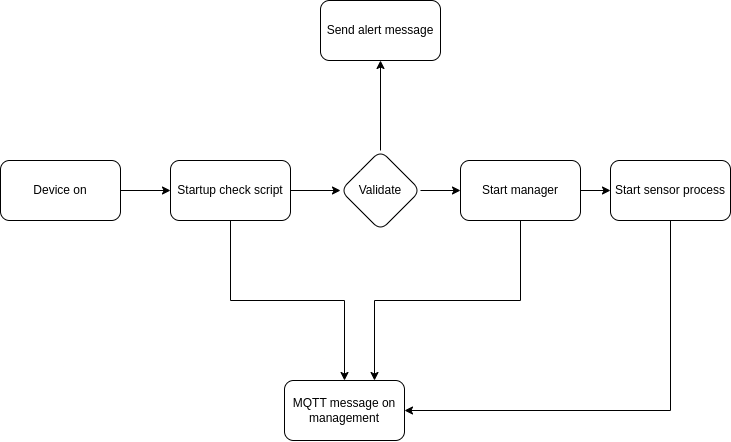 Send alert message
Device on
Startup check script
Validate
Start manager
Start sensor process
MQTT message on
management